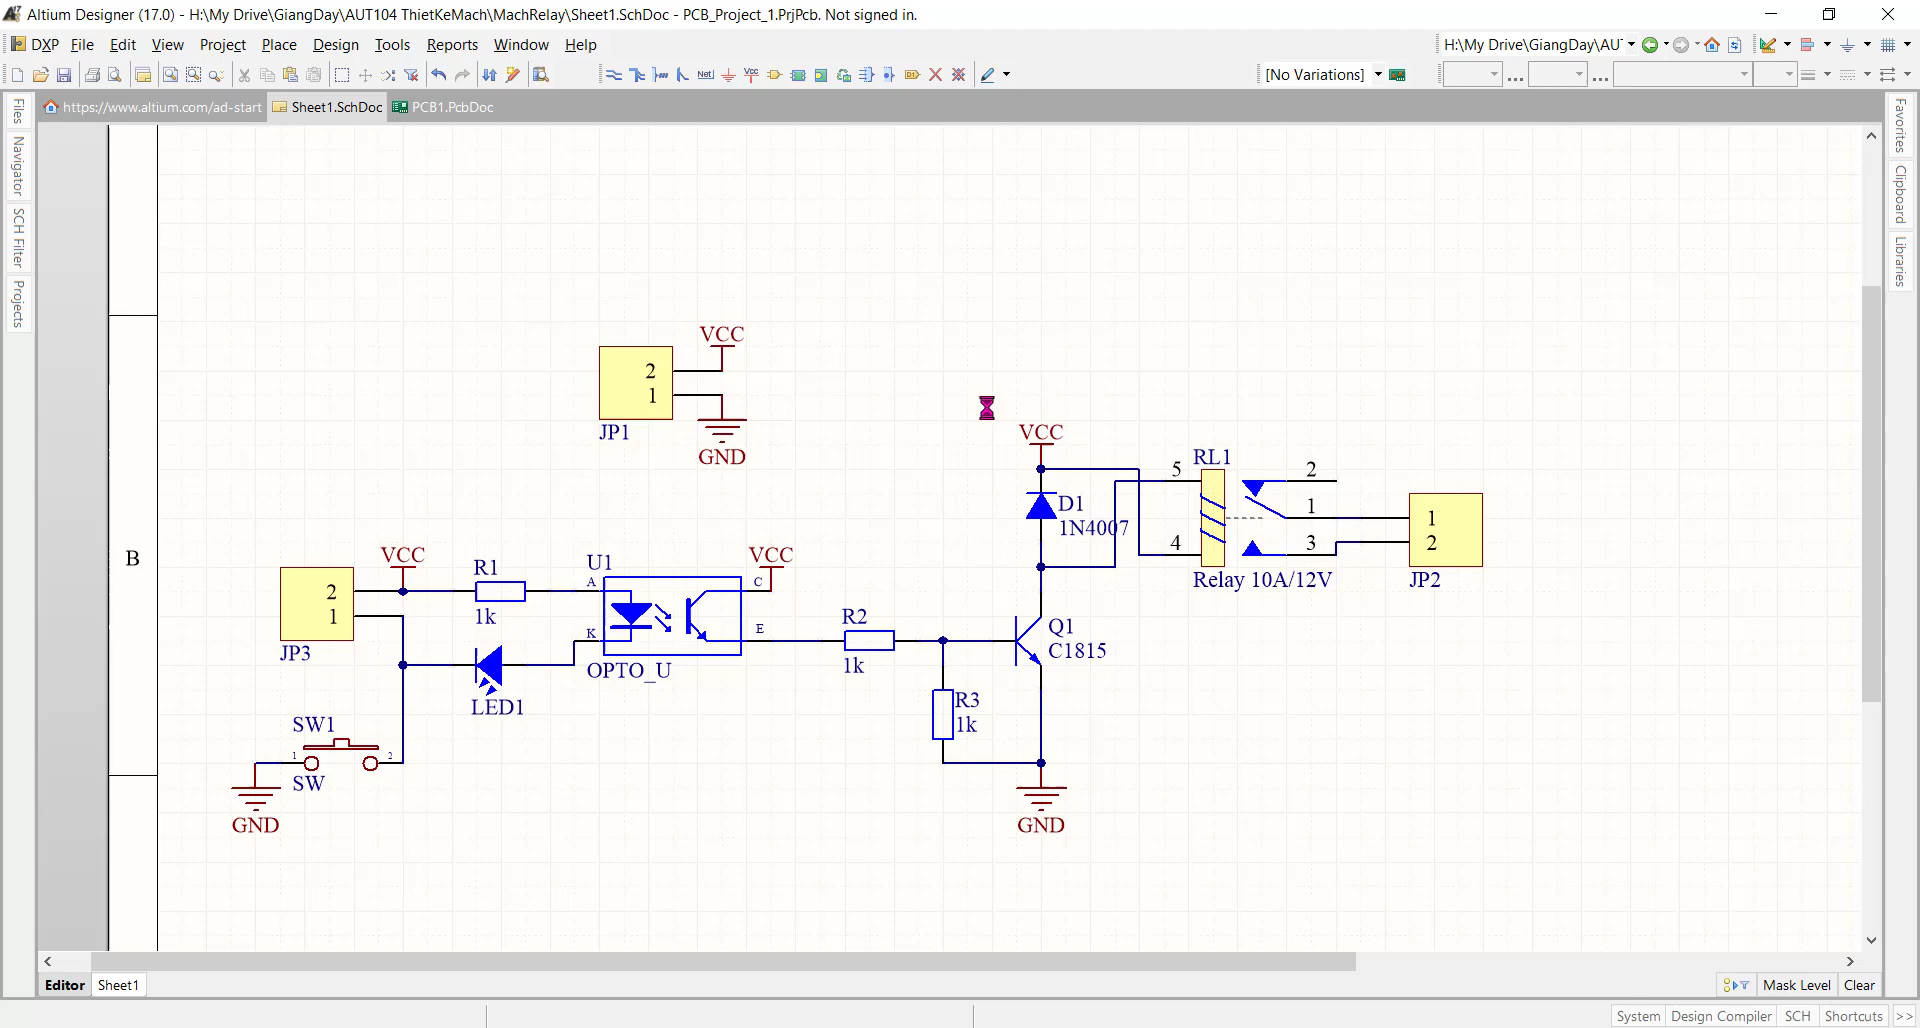 Altium Designer (17.0) - H:\My Drive\GiangDay\AUT104 ThietKeMach\MachRelay\Sheet1.SchDoc - PCB_Project_1.PrjPcb. Not signed in.
DXP File Edit View Project Place Design Tools Reports Window Help
H:\My Drive\GiangDay\AU
Net
Vcc
[No Variations]
... ...
https://www.altium.com/ad-start Sheet1.SchDoc PCB1.PcbDoc
Files
Navigator
SCH Filter
Projects
Favorites
Clipboard
Libraries
B
VCC
2
1
JP1
GND
VCC
D1
1N4007
RL1
5
4
2
1
3
Relay 10A/12V
1
2
JP2
VCC
2
1
JP3
R1
1k
U1
A
K
C
E
OPTO_U
VCC
LED1
R2
1k
Q1
C1815
R3
1k
SW1
1
2
SW
GND
GND
Editor Sheet1
Mask Level Clear
System Design Compiler SCH Shortcuts >>